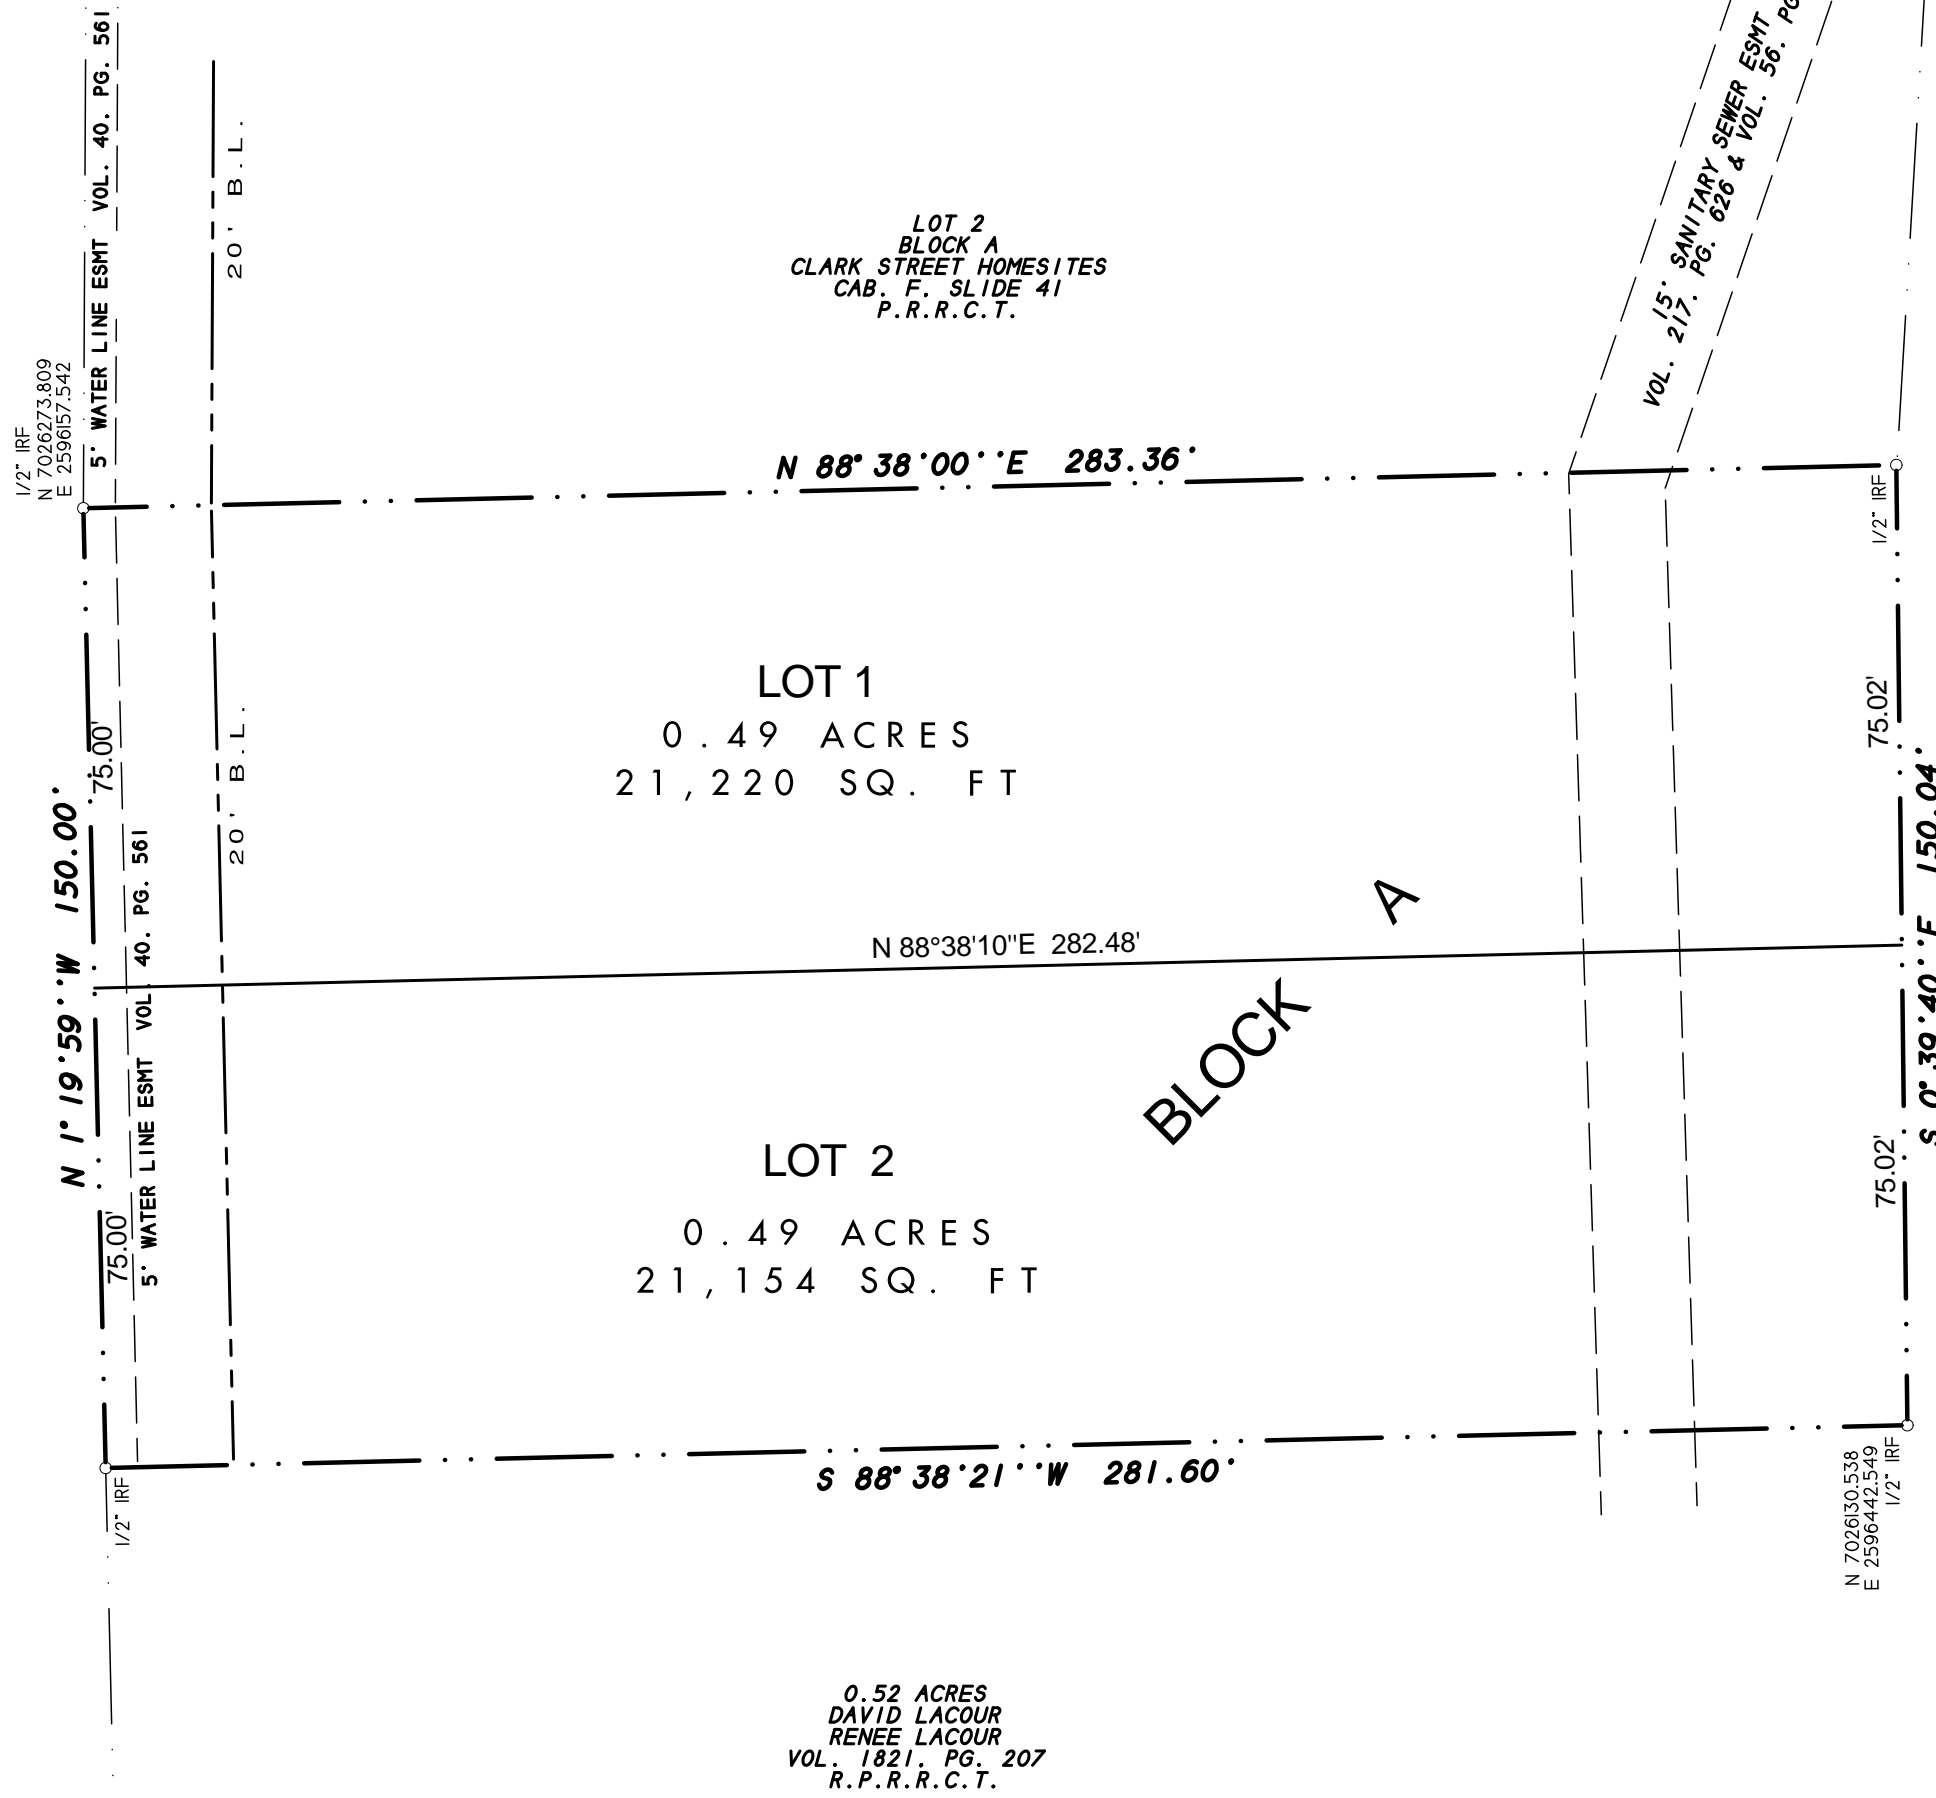 5' WATER LINE ESMT VOL. 40. PG. 561
20' B.L.
15' SANITARY SEWER ESMT
VOL. 217. PG. 626 & VOL. 56. PG
LOT 2
BLOCK A
CLARK STREET HOMESITES
CAB. F. SLIDE 41
P.R.R.C.T.
1/2" IRF
N 7026273.809
E 2596157.542
N 88°38'00''E 283.36'
1/2" IRF
LOT 1
0.49 ACRES
21,220 SQ. FT
75.00'
20' B.L.
75.02'
N 1°19'59''W 150.00'
5' WATER LINE ESMT VOL. 40. PG. 561
S 0°39'40''E 150.04'
N 88°38'10"E 282.48'
BLOCK A
LOT 2
0.49 ACRES
21,154 SQ. FT
75.00'
75.02'
S 88°38'21''W 281.60'
1/2" IRF
N 7026130.538
E 2596442.549
1/2" IRF
0.52 ACRES
DAVID LACOUR
RENEE LACOUR
VOL. 1821. PG. 207
R.P.R.R.C.T.